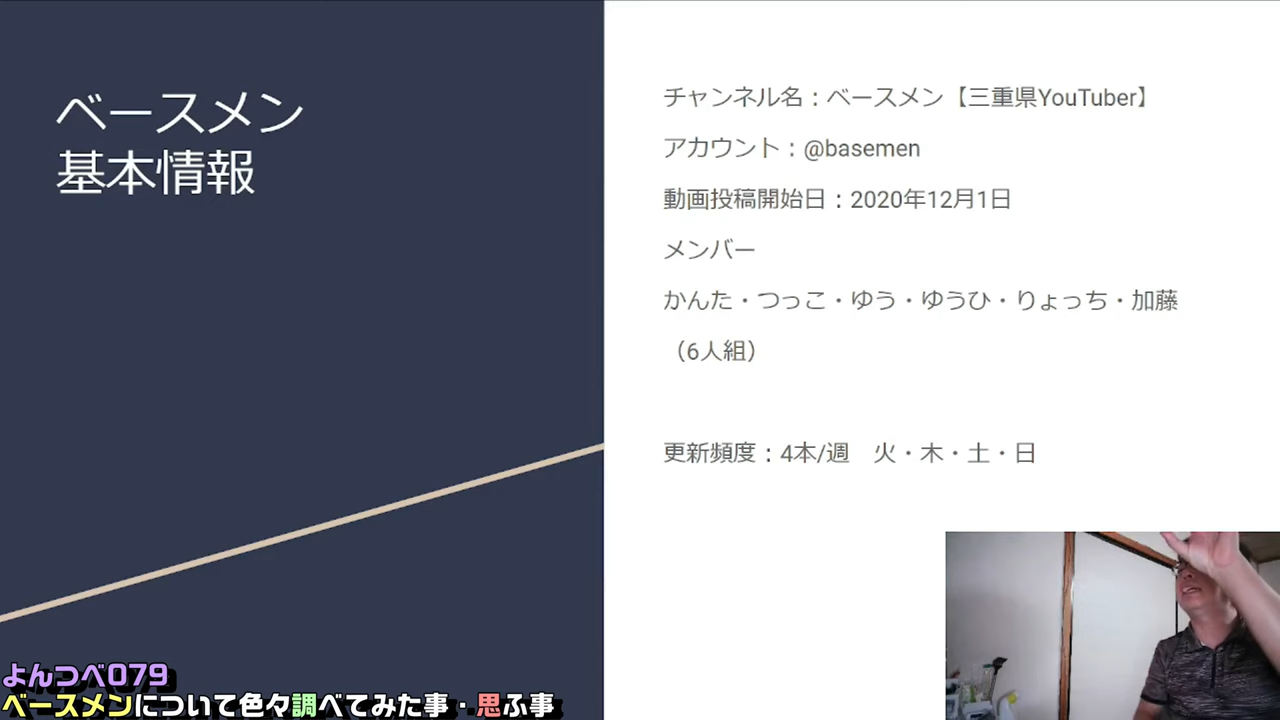 ベースメン
基本情報
チャンネル名：ベースメン【三重県YouTuber】
アカウント：@basemen
動画投稿開始日：2020年12月1日
メンバー
かんた・つっこ・ゆう・ゆうひ・りょっち・加藤
（6人組）
更新頻度：4本/週　火・木・土・日
よんつべ079
ベースメンについて色々調べてみた事・思ふ事